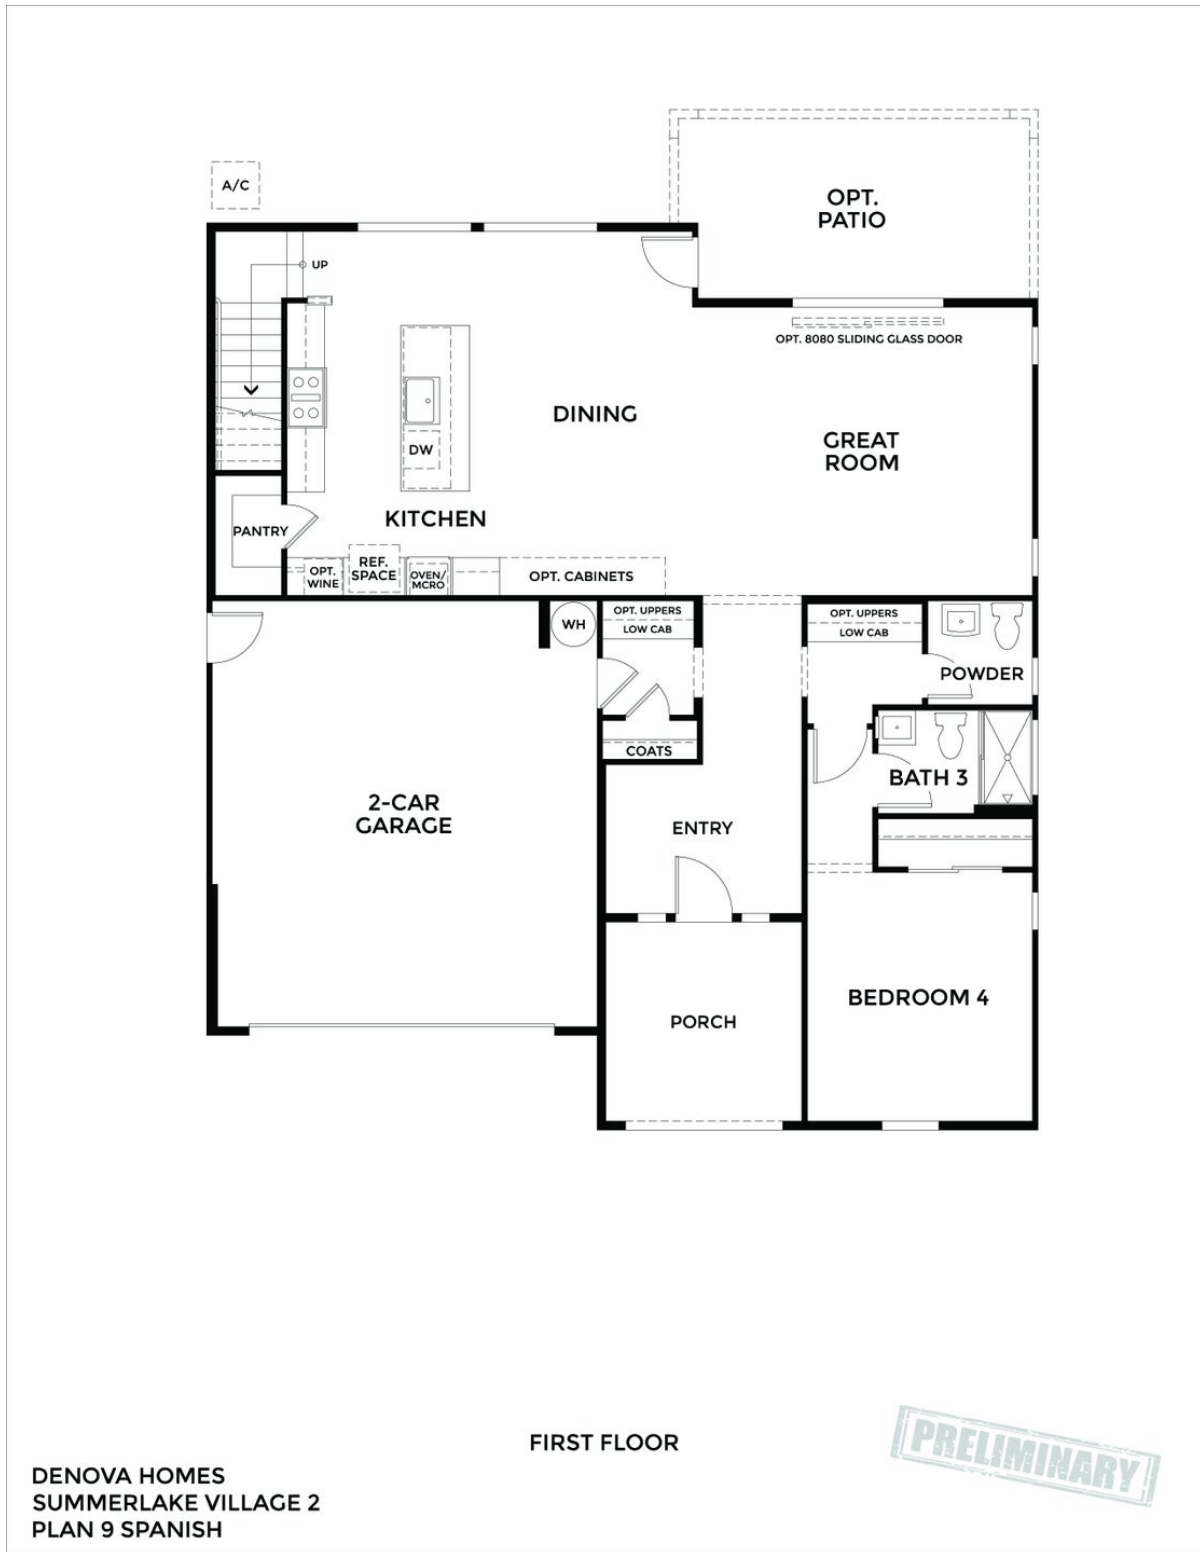 A/C
OPT.
PATIO
UP
OPT. 8080 SLIDING GLASS DOOR
DINING
GREAT
ROOM
DW
KITCHEN
PANTRY
OPT.
WINE
REF.
SPACE
OVEN/
MCRO
OPT. CABINETS
WH
OPT. UPPERS
LOW CAB
OPT. UPPERS
LOW CAB
POWDER
COATS
BATH 3
2-CAR
GARAGE
ENTRY
BEDROOM 4
PORCH
FIRST FLOOR
PRELIMINARY
DENOVA HOMES
SUMMERLAKE VILLAGE 2
PLAN 9 SPANISH